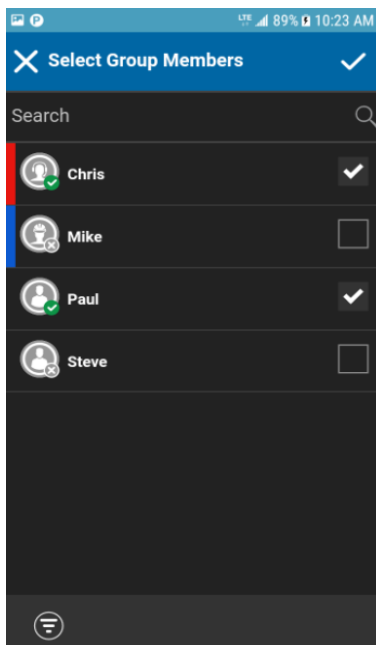 LTE 89% 10:23 AM
Select Group Members
Search
Chris
Mike
Paul
Steve